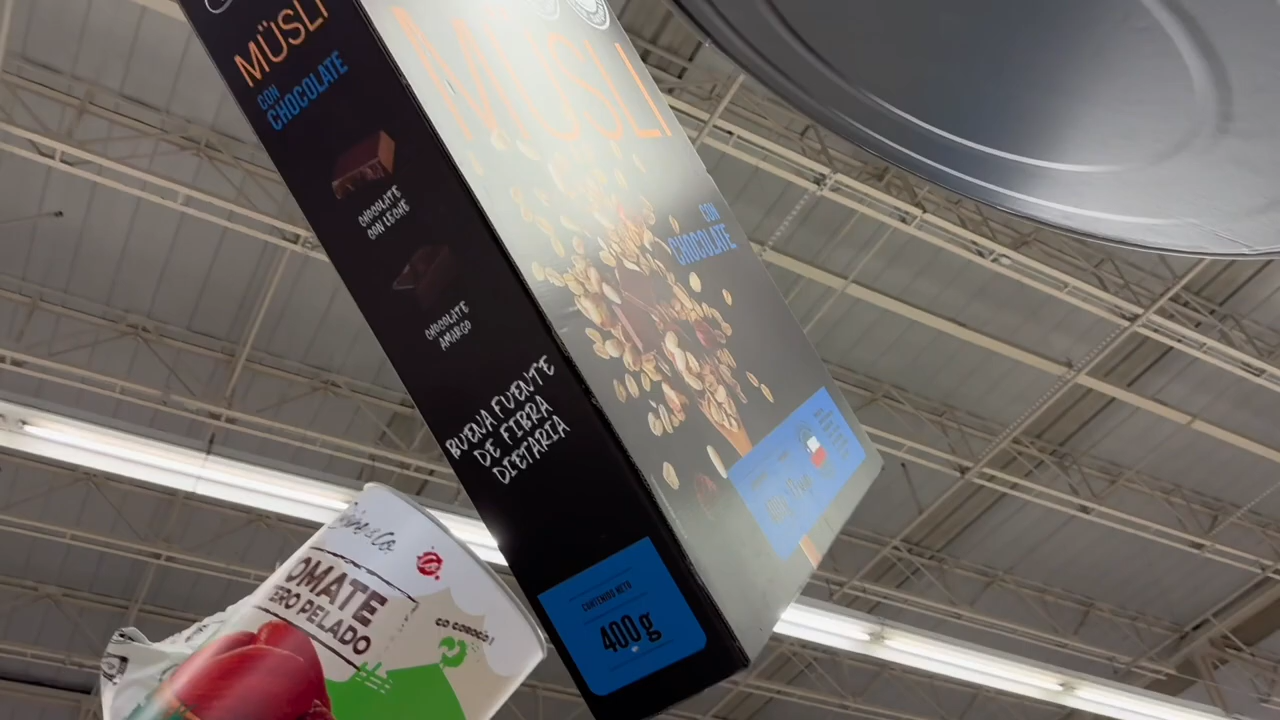 MÜSLI
CON
CHOCOLATE
CHOCOLATE
CON LECHE
CHOCOLATE
AMARGO
BUENA FUENTE
DE FIBRA
DIETARIA
CONTENIDO NETO
400g
MÜSLI
CON
CHOCOLATE
& Co.
OMATE
ERO PELADO